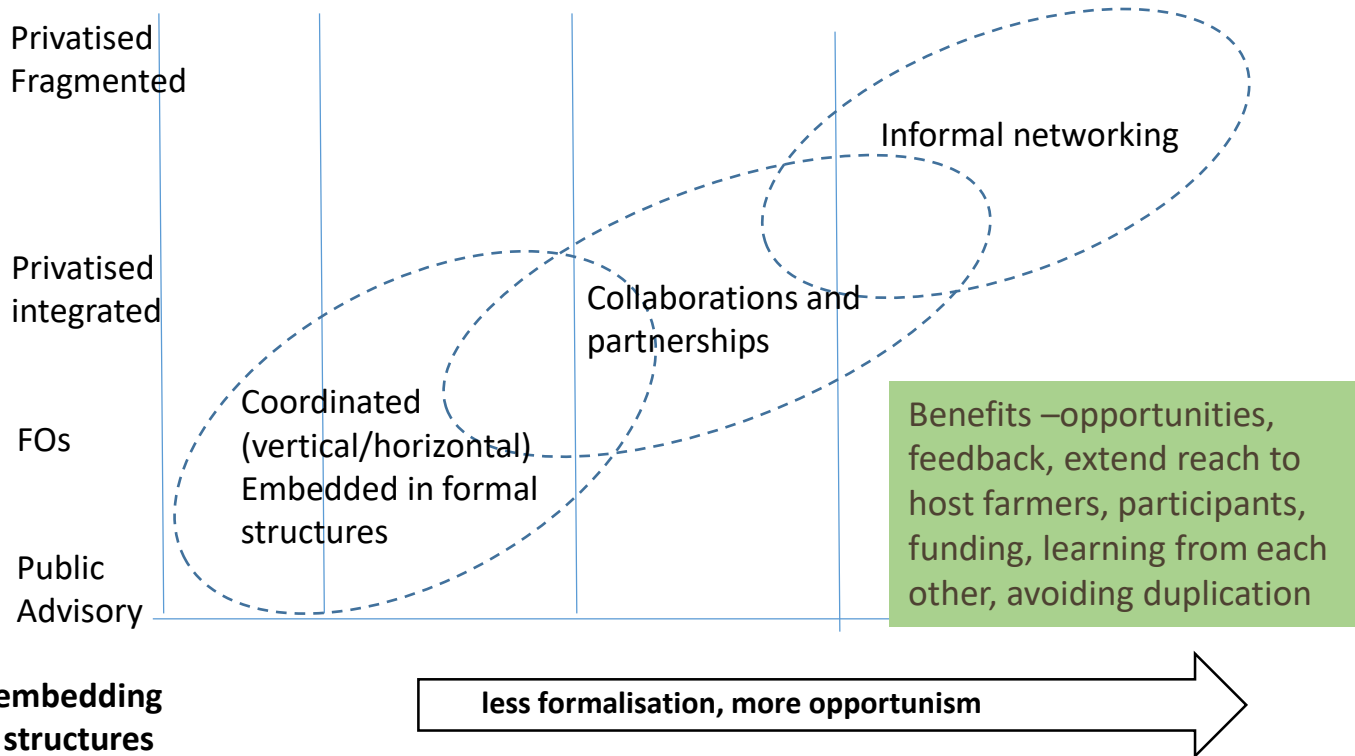 Privatised
Fragmented
Informal networking
Privatised
integrated
Collaborations and
partnerships
FOs
Coordinated
(vertical/horizontal)
Embedded in formal
structures
Benefits –opportunities,
feedback, extend reach to
host farmers, participants,
funding, learning from each
other, avoiding duplication
Public
Advisory
embedding
structures
less formalisation, more opportunism